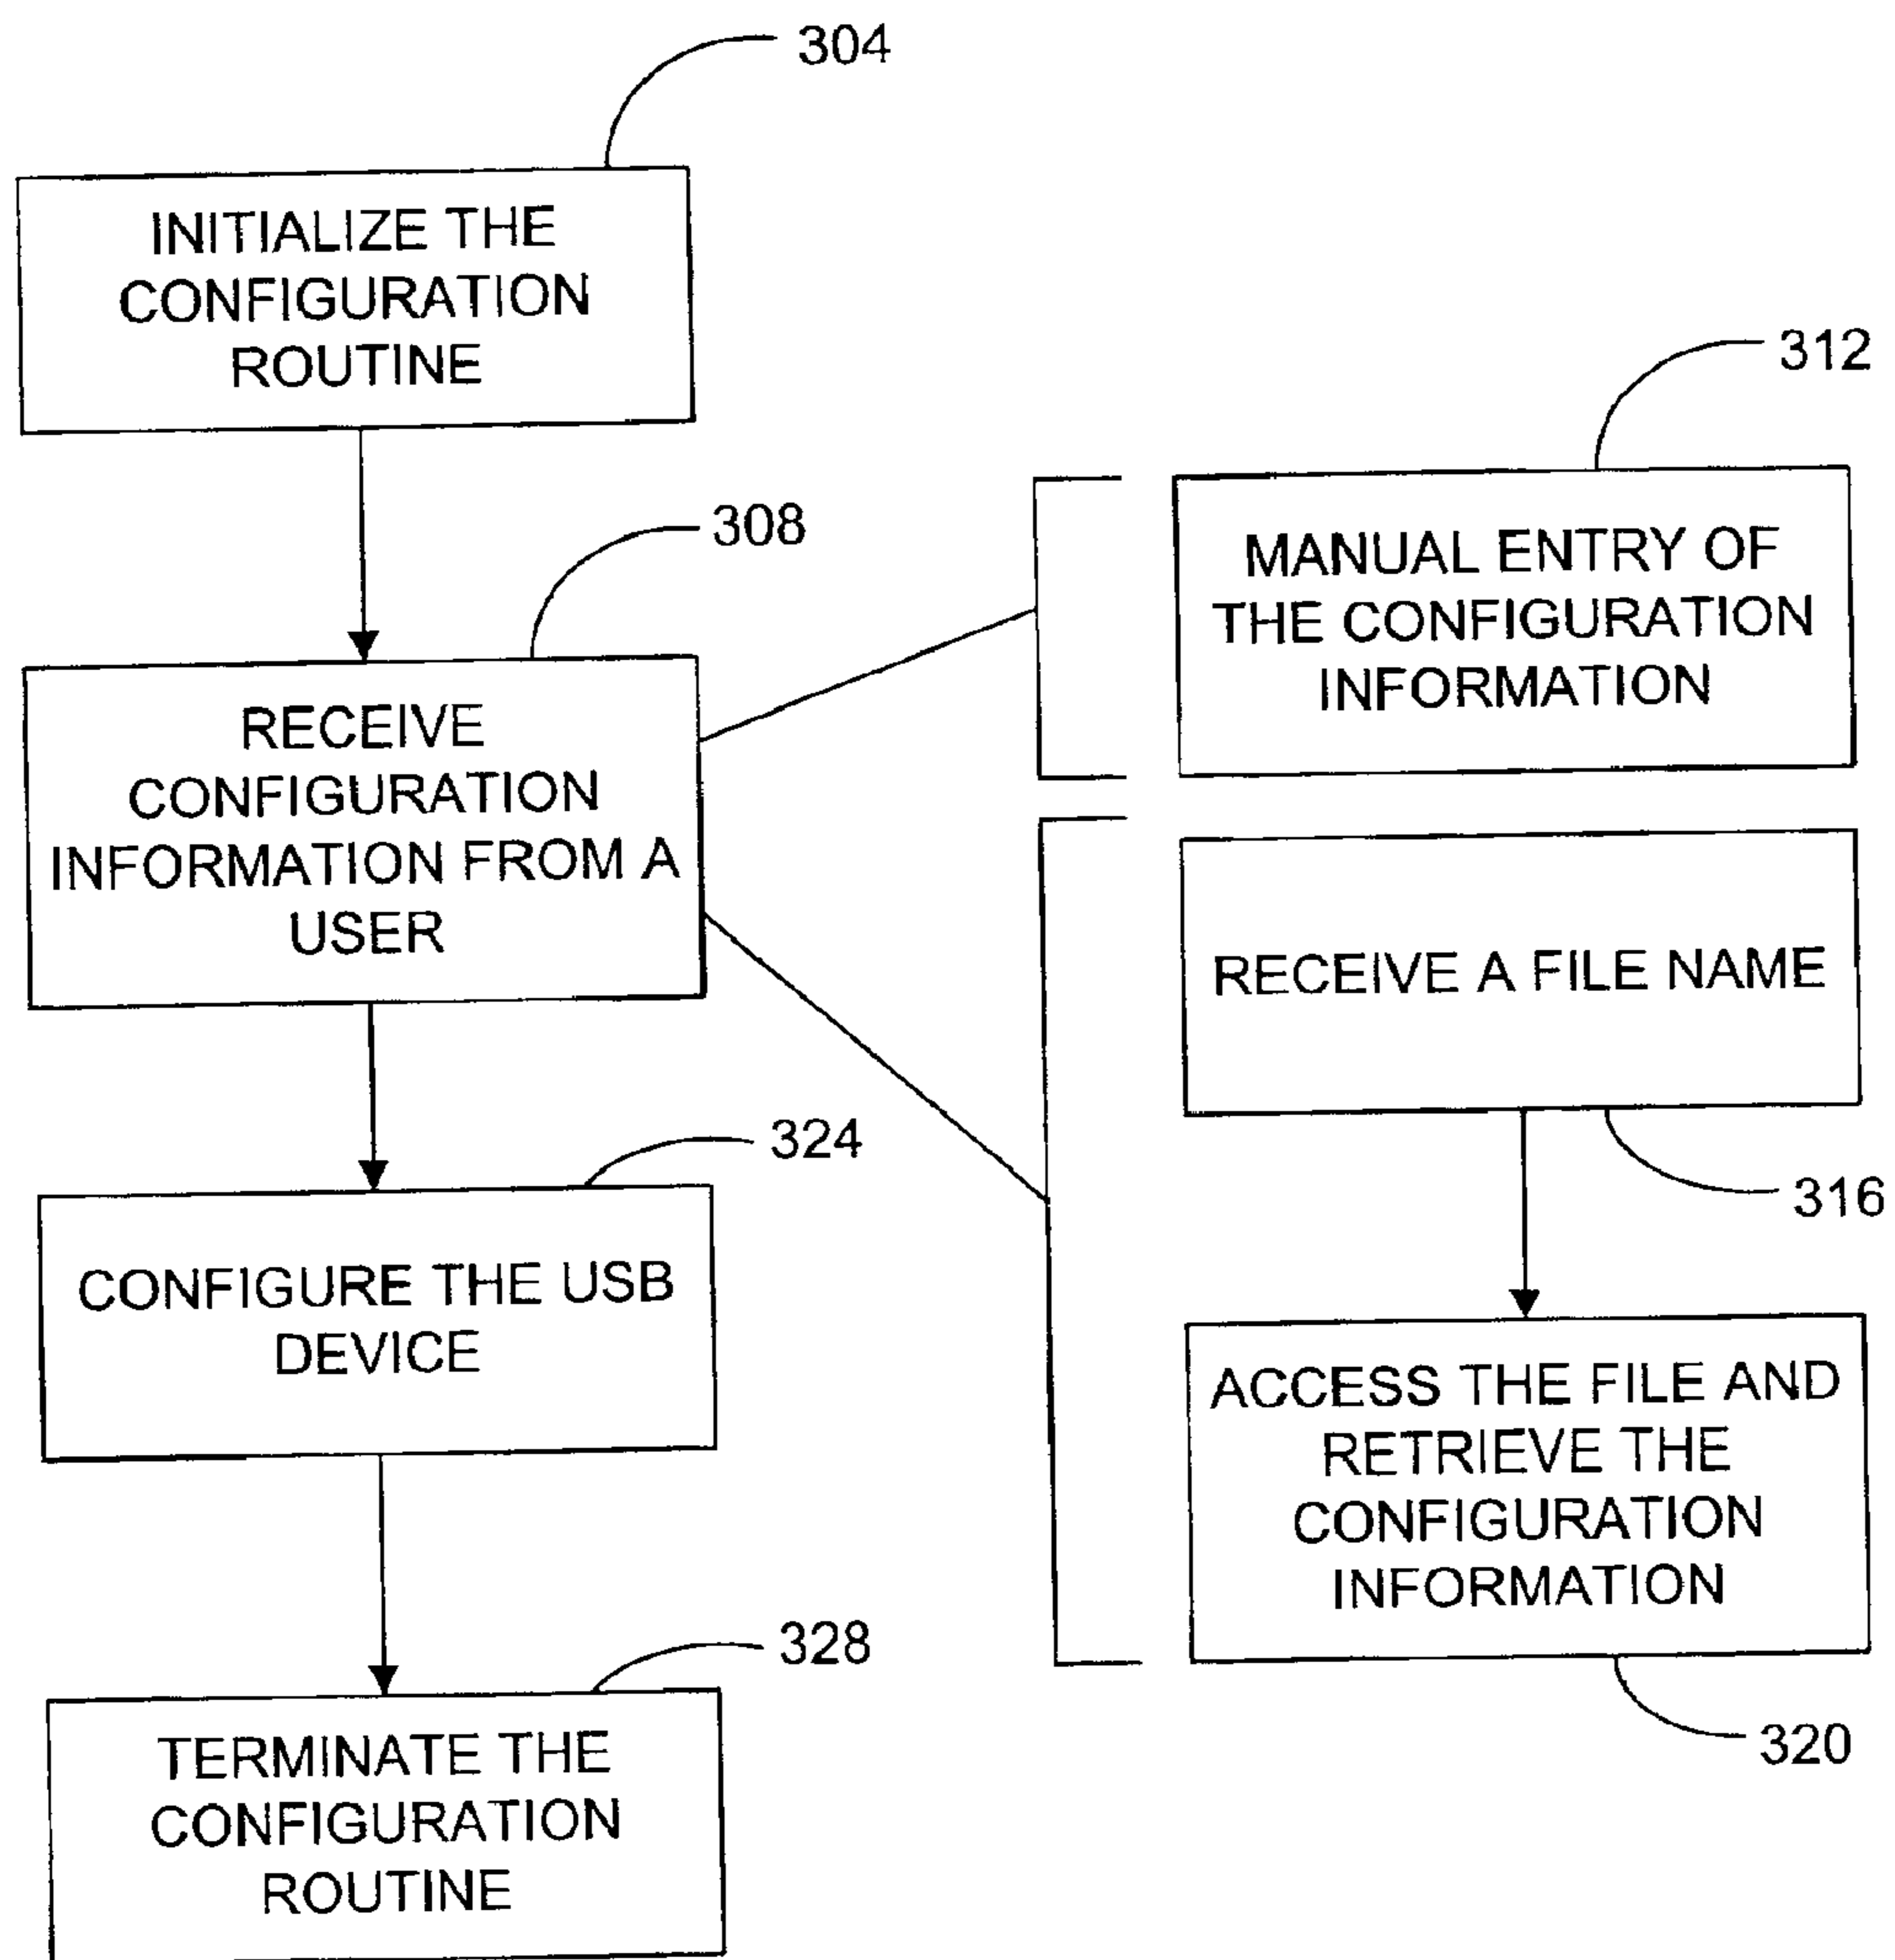 304
INITIALIZE THE
CONFIGURATION
ROUTINE
308
RECEIVE
CONFIGURATION
INFORMATION FROM A
USER
312
MANUAL ENTRY OF
THE CONFIGURATION
INFORMATION
RECEIVE A FILE NAME
316
ACCESS THE FILE AND
RETRIEVE THE
CONFIGURATION
INFORMATION
320
324
CONFIGURE THE USB
DEVICE
328
TERMINATE THE
CONFIGURATION
ROUTINE